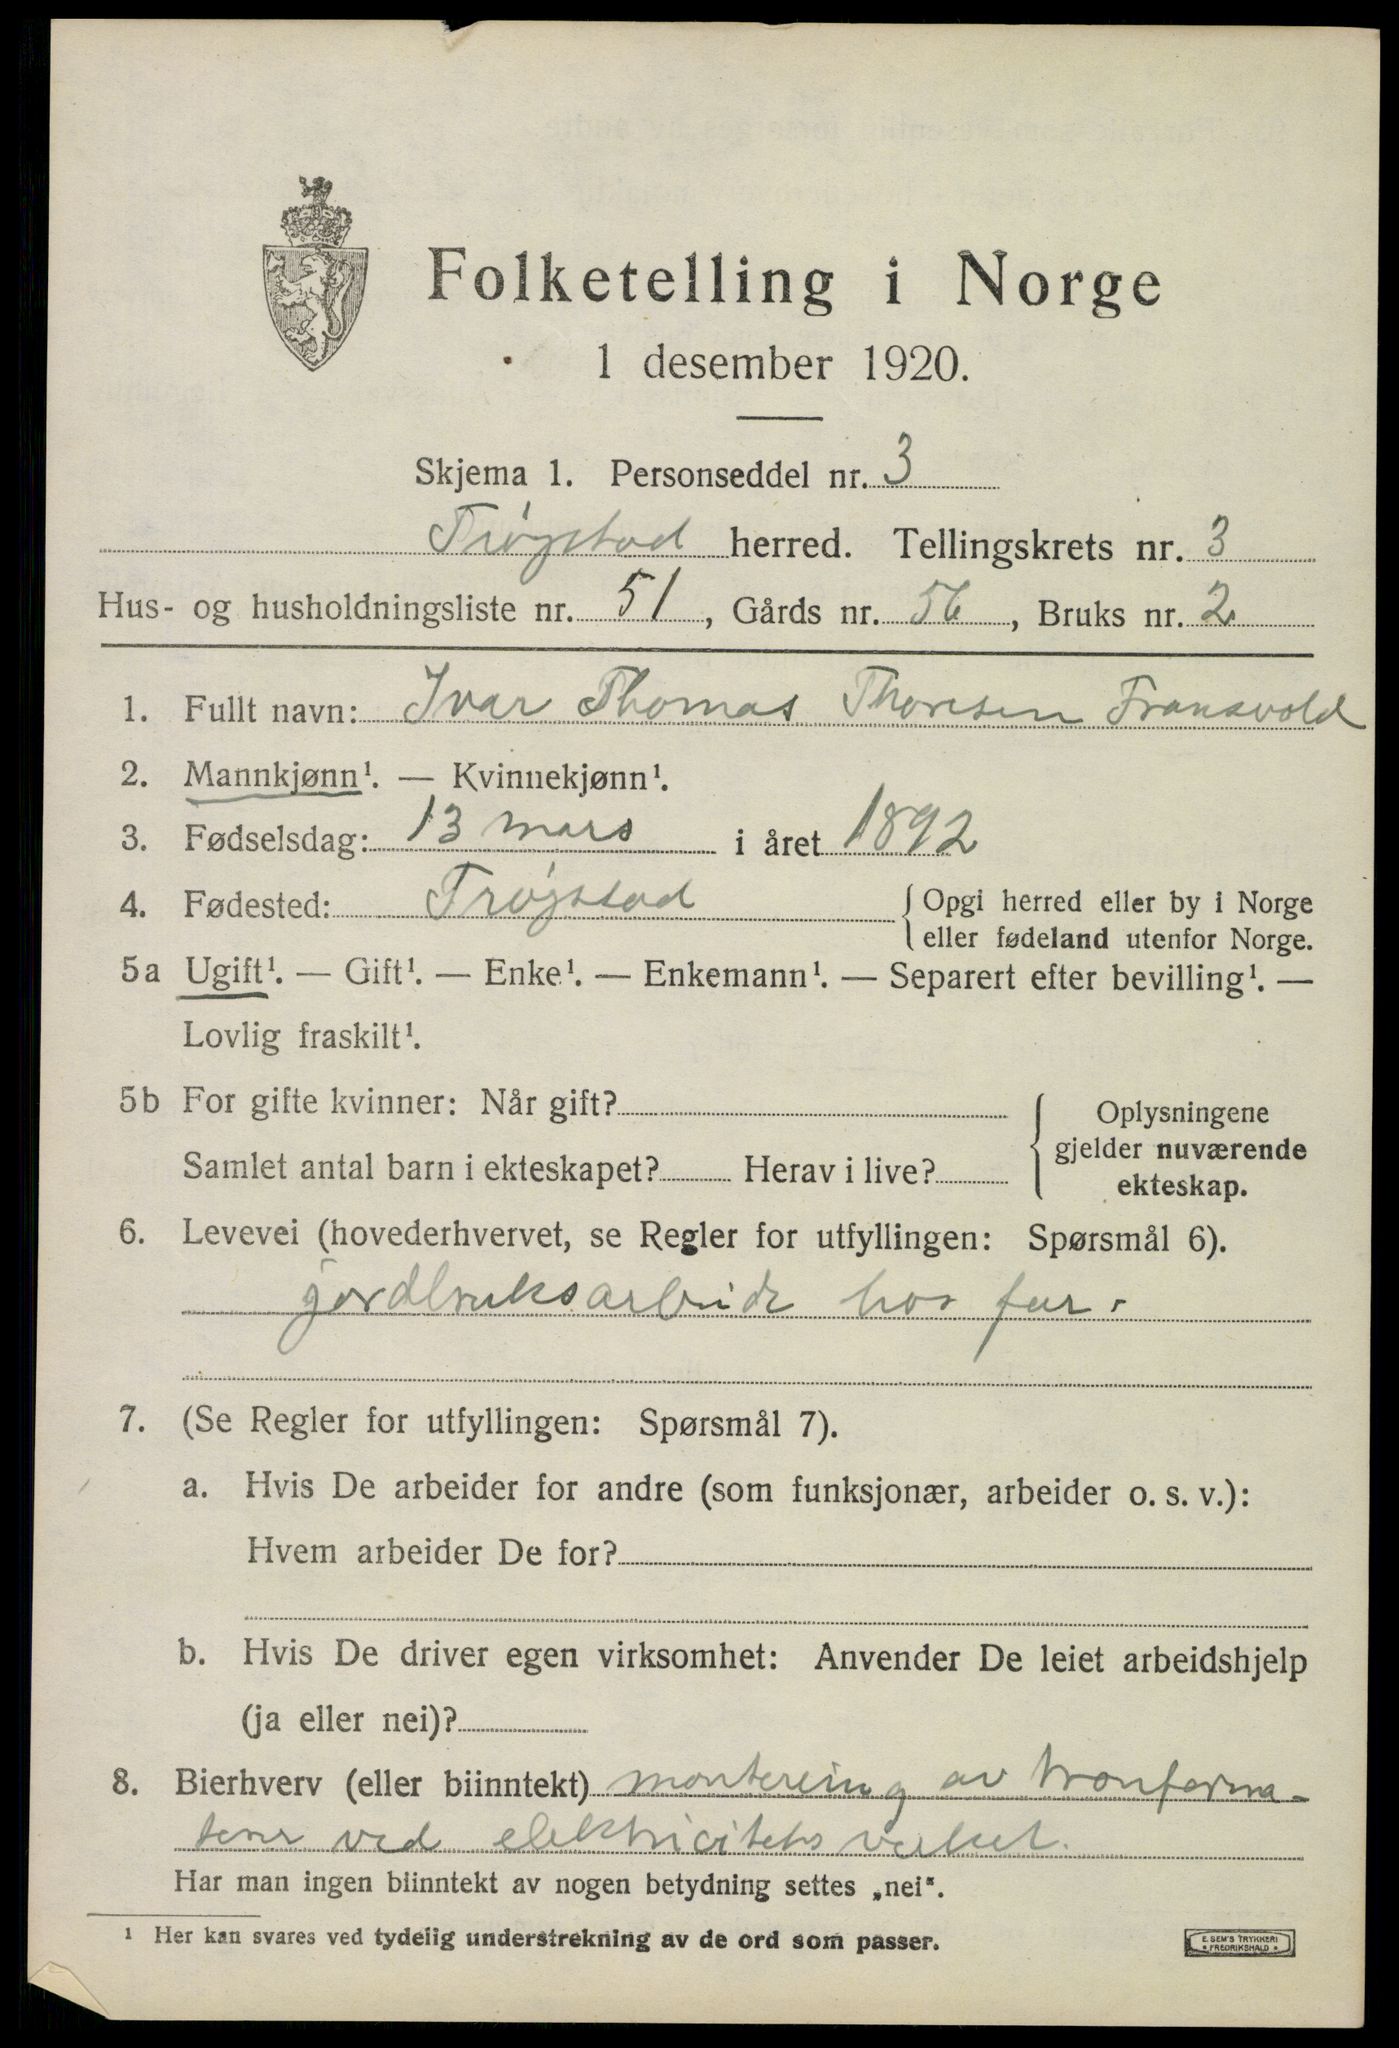 Folketelling i Norge
1 desember 1920.
Skjema 1. Personseddel nr. 3
Trøgstad herred. Tellingskrets nr. 3
Hus- og husholdningsliste nr. 51, Gårds nr. 56, Bruks nr. 2
1. Fullt navn: Ivar Thomas Thoresen Fransvold
2. Mannkjønn¹. — Kvinnekjønn¹.
3. Fødselsdag: 13 mars i året 1892
4. Fødested: Trøgstad { Opgi herred eller by i Norge
eller fødeland utenfor Norge.
5a Ugift¹. — Gift¹. — Enke¹. — Enkemann¹. — Separert efter bevilling¹. —
Lovlig fraskilt¹.
5b For gifte kvinner: Når gift?
Samlet antal barn i ekteskapet? Herav i live?
Oplysningene
gjelder nuværende
ekteskap.
6. Levevei (hovederhvervet, se Regler for utfyllingen: Spørsmål 6).
jordbruksarbeide hos far.
7. (Se Regler for utfyllingen: Spørsmål 7).
a. Hvis De arbeider for andre (som funksjonær, arbeider o. s. v.):
Hvem arbeider De for?
b. Hvis De driver egen virksomhet: Anvender De leiet arbeidshjelp
(ja eller nei)?
8. Bierhverv (eller biinntekt) montering av tronforma-
terer ved elektricitetsverket.
Har man ingen biinntekt av nogen betydning settes „nei".
¹ Her kan svares ved tydelig understrekning av de ord som passer.
E. SEM'S TRYKKERI
• FREDRIKSHALD •